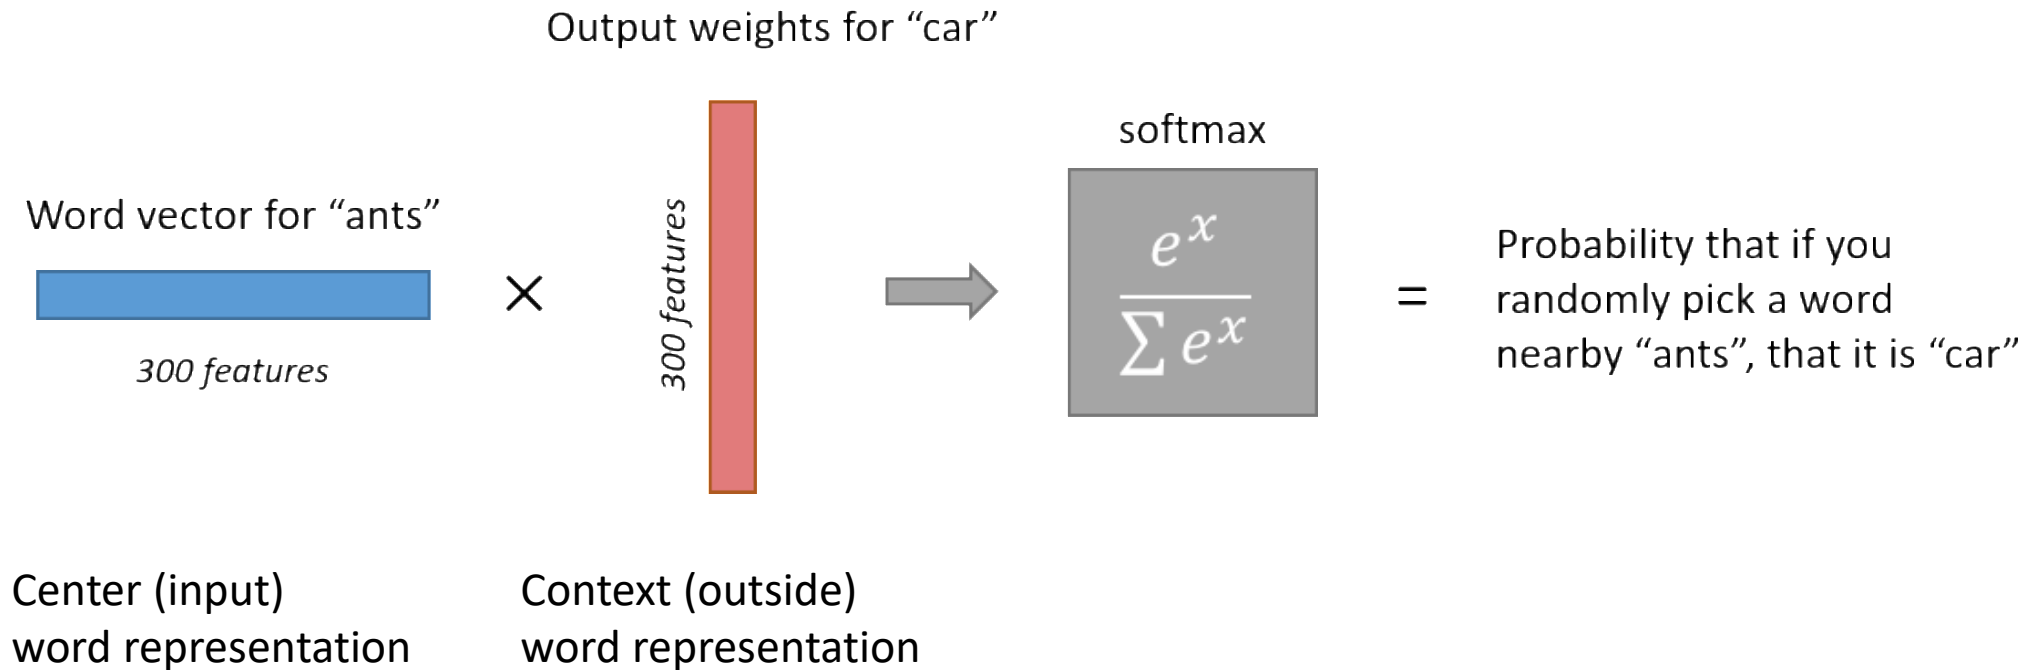 Output weights for “car”
softmax
Word vector for “ants”
300 features
×
300 features
e^x
∑ e^x
=
Probability that if you
randomly pick a word
nearby “ants”, that it is “car”
Center (input)
word representation
Context (outside)
word representation